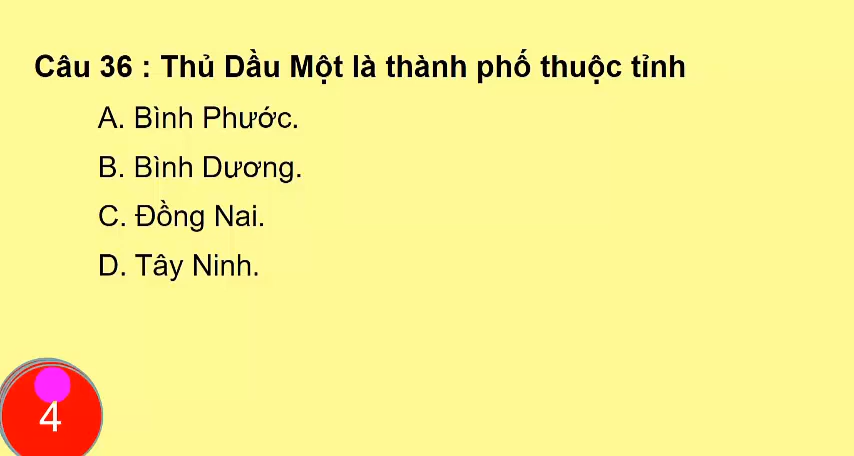 Câu 36 : Thủ Dầu Một là thành phố thuộc tỉnh
A. Bình Phước.
B. Bình Dương.
C. Đồng Nai.
D. Tây Ninh.
4